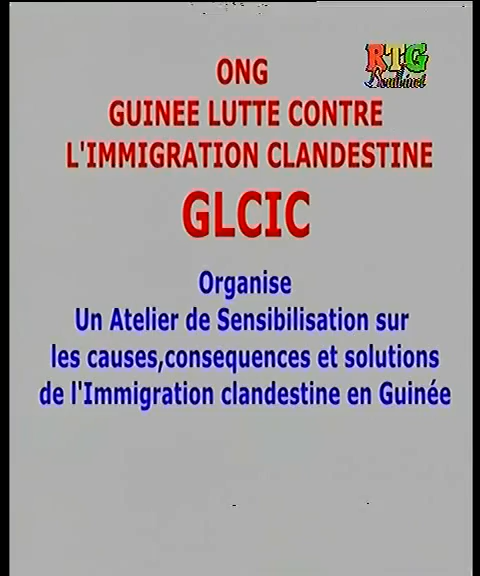 RTG
ONG
GUINEE LUTTE CONTRE
L'IMMIGRATION CLANDESTINE
GLCIC
Organise
Un Atelier de Sensibilisation sur
les causes,consequences et solutions
de l'Immigration clandestine en Guinée